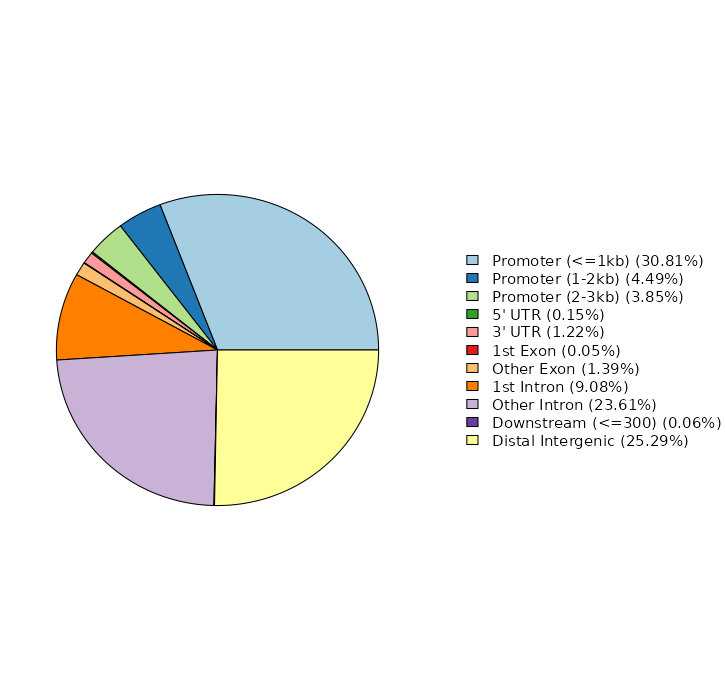 Promoter (<=1kb) (30.81%)
Promoter (1-2kb) (4.49%)
Promoter (2-3kb) (3.85%)
5' UTR (0.15%)
3' UTR (1.22%)
1st Exon (0.05%)
Other Exon (1.39%)
1st Intron (9.08%)
Other Intron (23.61%)
Downstream (<=300) (0.06%)
Distal Intergenic (25.29%)